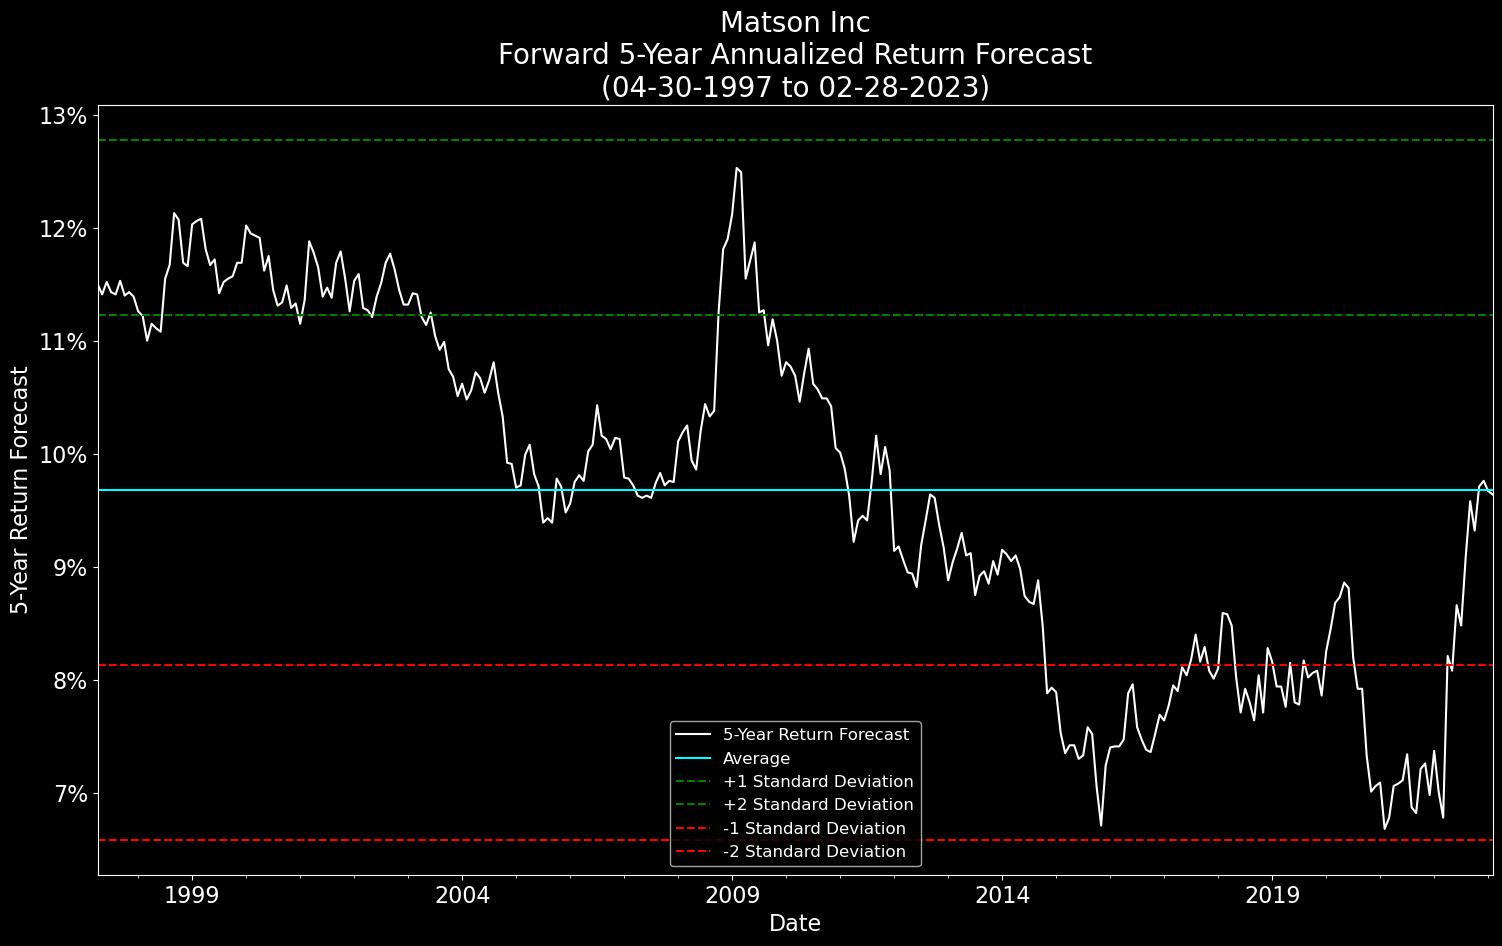 Matson Inc
Forward 5-Year Annualized Return Forecast
(04-30-1997 to 02-28-2023)
13%
12%
11%
10%
9%
8%
7%
5-Year Return Forecast
5-Year Return Forecast
Average
+1 Standard Deviation
+2 Standard Deviation
-1 Standard Deviation
-2 Standard Deviation
1999
2004
2009
2014
2019
Date